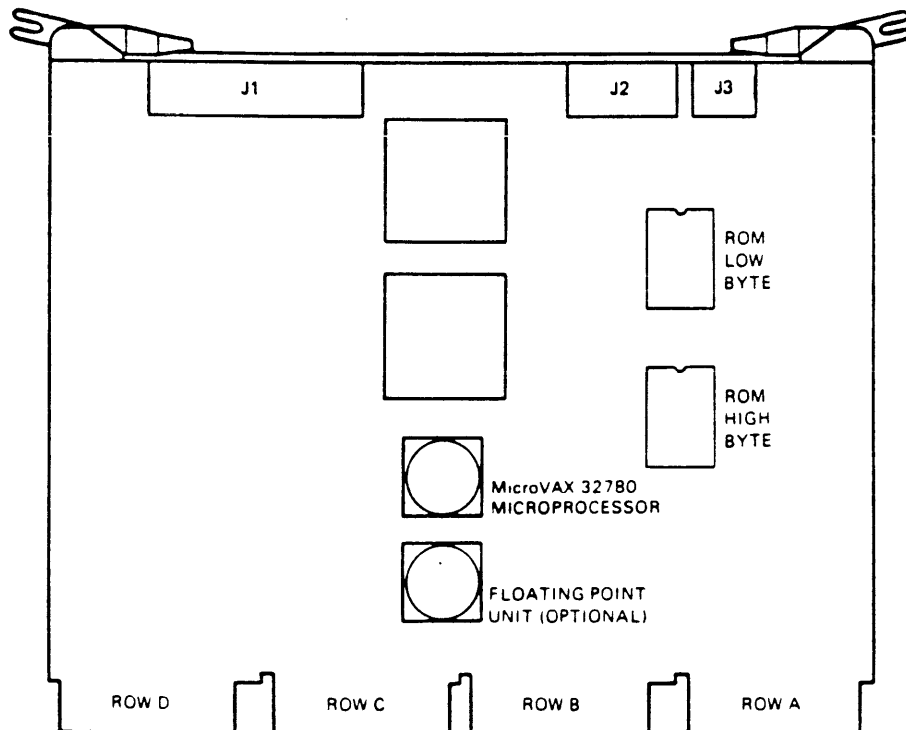 J1
J2
J3
ROM
LOW
BYTE
ROM
HIGH
BYTE
MicroVAX 32780
MICROPROCESSOR
FLOATING POINT
UNIT (OPTIONAL)
ROW D
ROW C
ROW B
ROW A